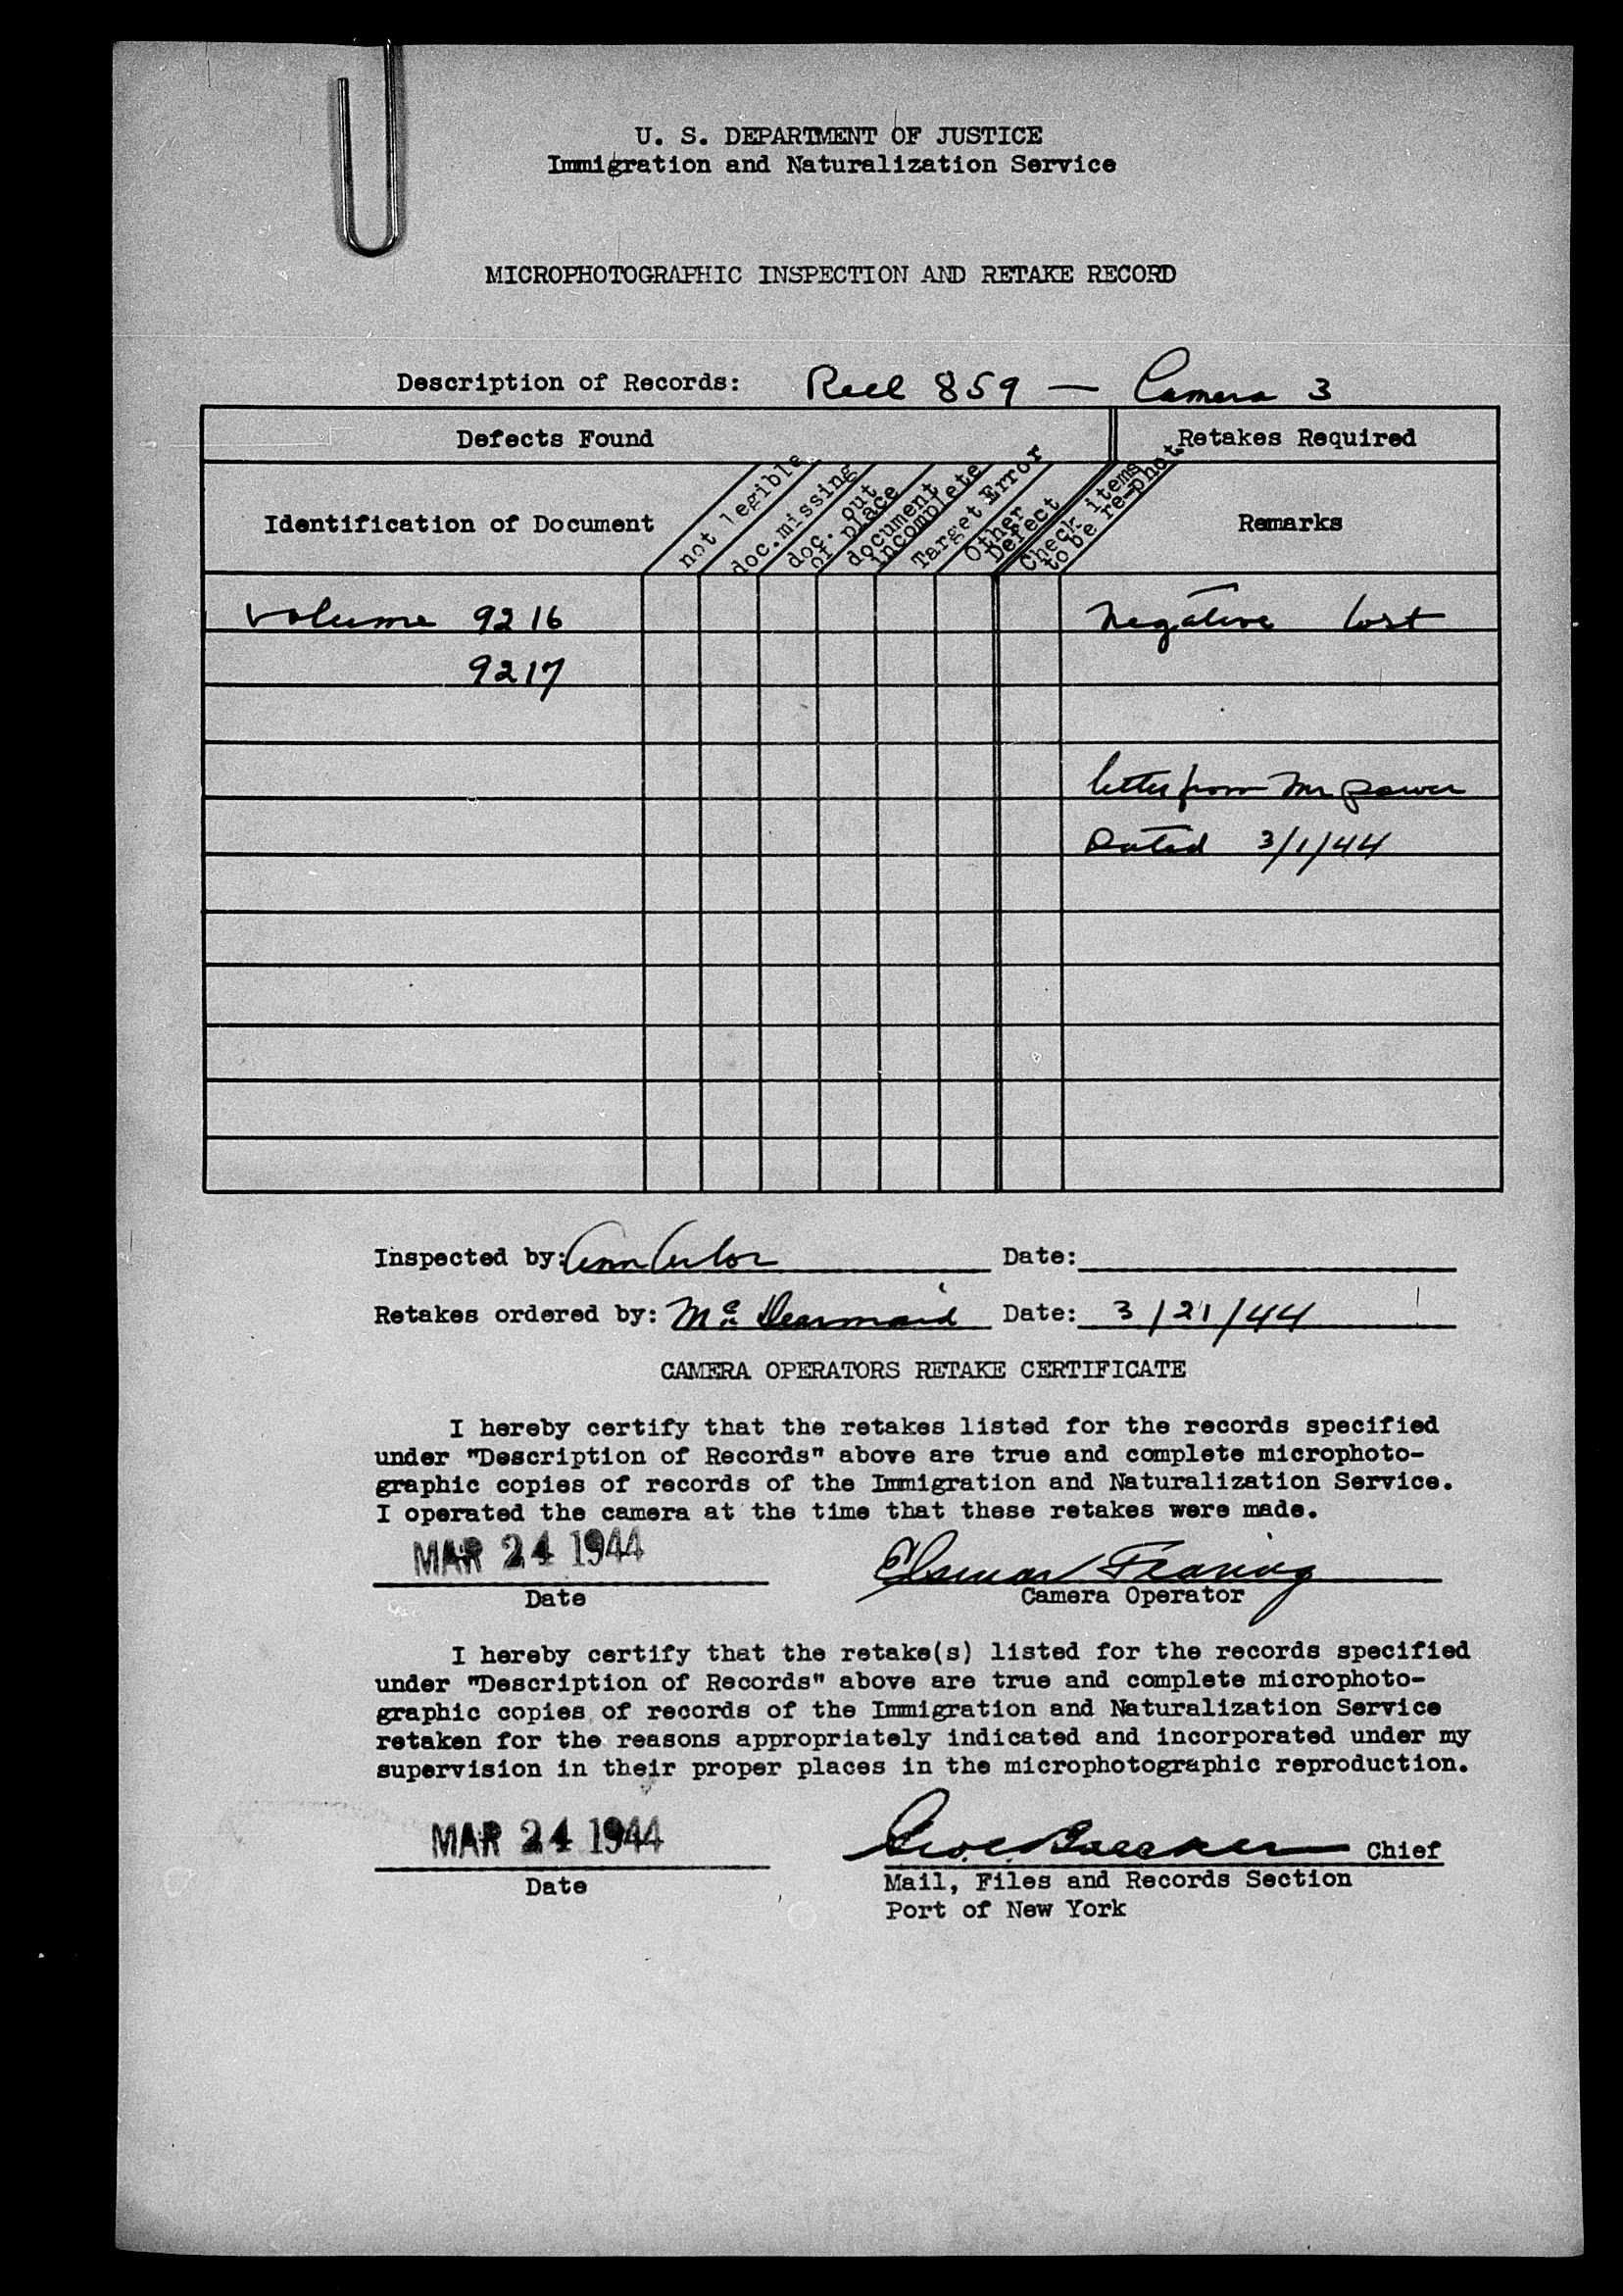 U. S. DEPARTMENT OF JUSTICE
Immigration and Naturalization Service
MICROPHOTOGRAPHIC INSPECTION AND RETAKE RECORD
Description of Records: Reel 859 — Camera 3
Defects Found
Retakes Required
Identification of Document
not legible
doc.missing
doc. out
of place
document
incomplete
Target Error
Other
Defect
Check items
to be re-phot.
Remarks
Volume 9216
Negative lost
9217
letter from Mr Power
Dated 3/1/44
Inspected by:
Date:
Retakes ordered by:
Date: 3/21/44
CAMERA OPERATORS RETAKE CERTIFICATE
I hereby certify that the retakes listed for the records specified
under "Description of Records" above are true and complete microphoto-
graphic copies of records of the Immigration and Naturalization Service.
I operated the camera at the time that these retakes were made.
MAR 24 1944
Date
Camera Operator
I hereby certify that the retake(s) listed for the records specified
under "Description of Records" above are true and complete microphoto-
graphic copies of records of the Immigration and Naturalization Service
retaken for the reasons appropriately indicated and incorporated under my
supervision in their proper places in the microphotographic reproduction.
MAR 24 1944
Chief
Date
Mail, Files and Records Section
Port of New York